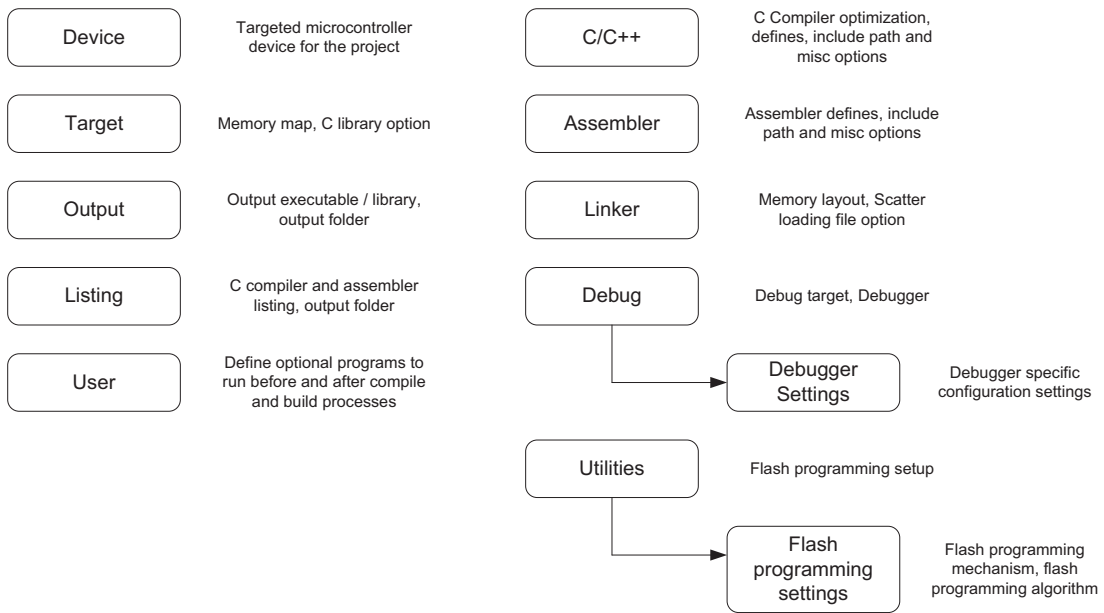 Device
Targeted microcontroller
device for the project
Target
Memory map, C library option
Output
Output executable / library,
output folder
Listing
C compiler and assembler
listing, output folder
User
Define optional programs to
run before and after compile
and build processes
C/C++
C Compiler optimization,
defines, include path and
misc options
Assembler
Assembler defines, include
path and misc options
Linker
Memory layout, Scatter
loading file option
Debug
Debug target, Debugger
Debugger
Settings
Debugger specific
configuration settings
Utilities
Flash programming setup
Flash
programming
settings
Flash programming
mechanism, flash
programming algorithm